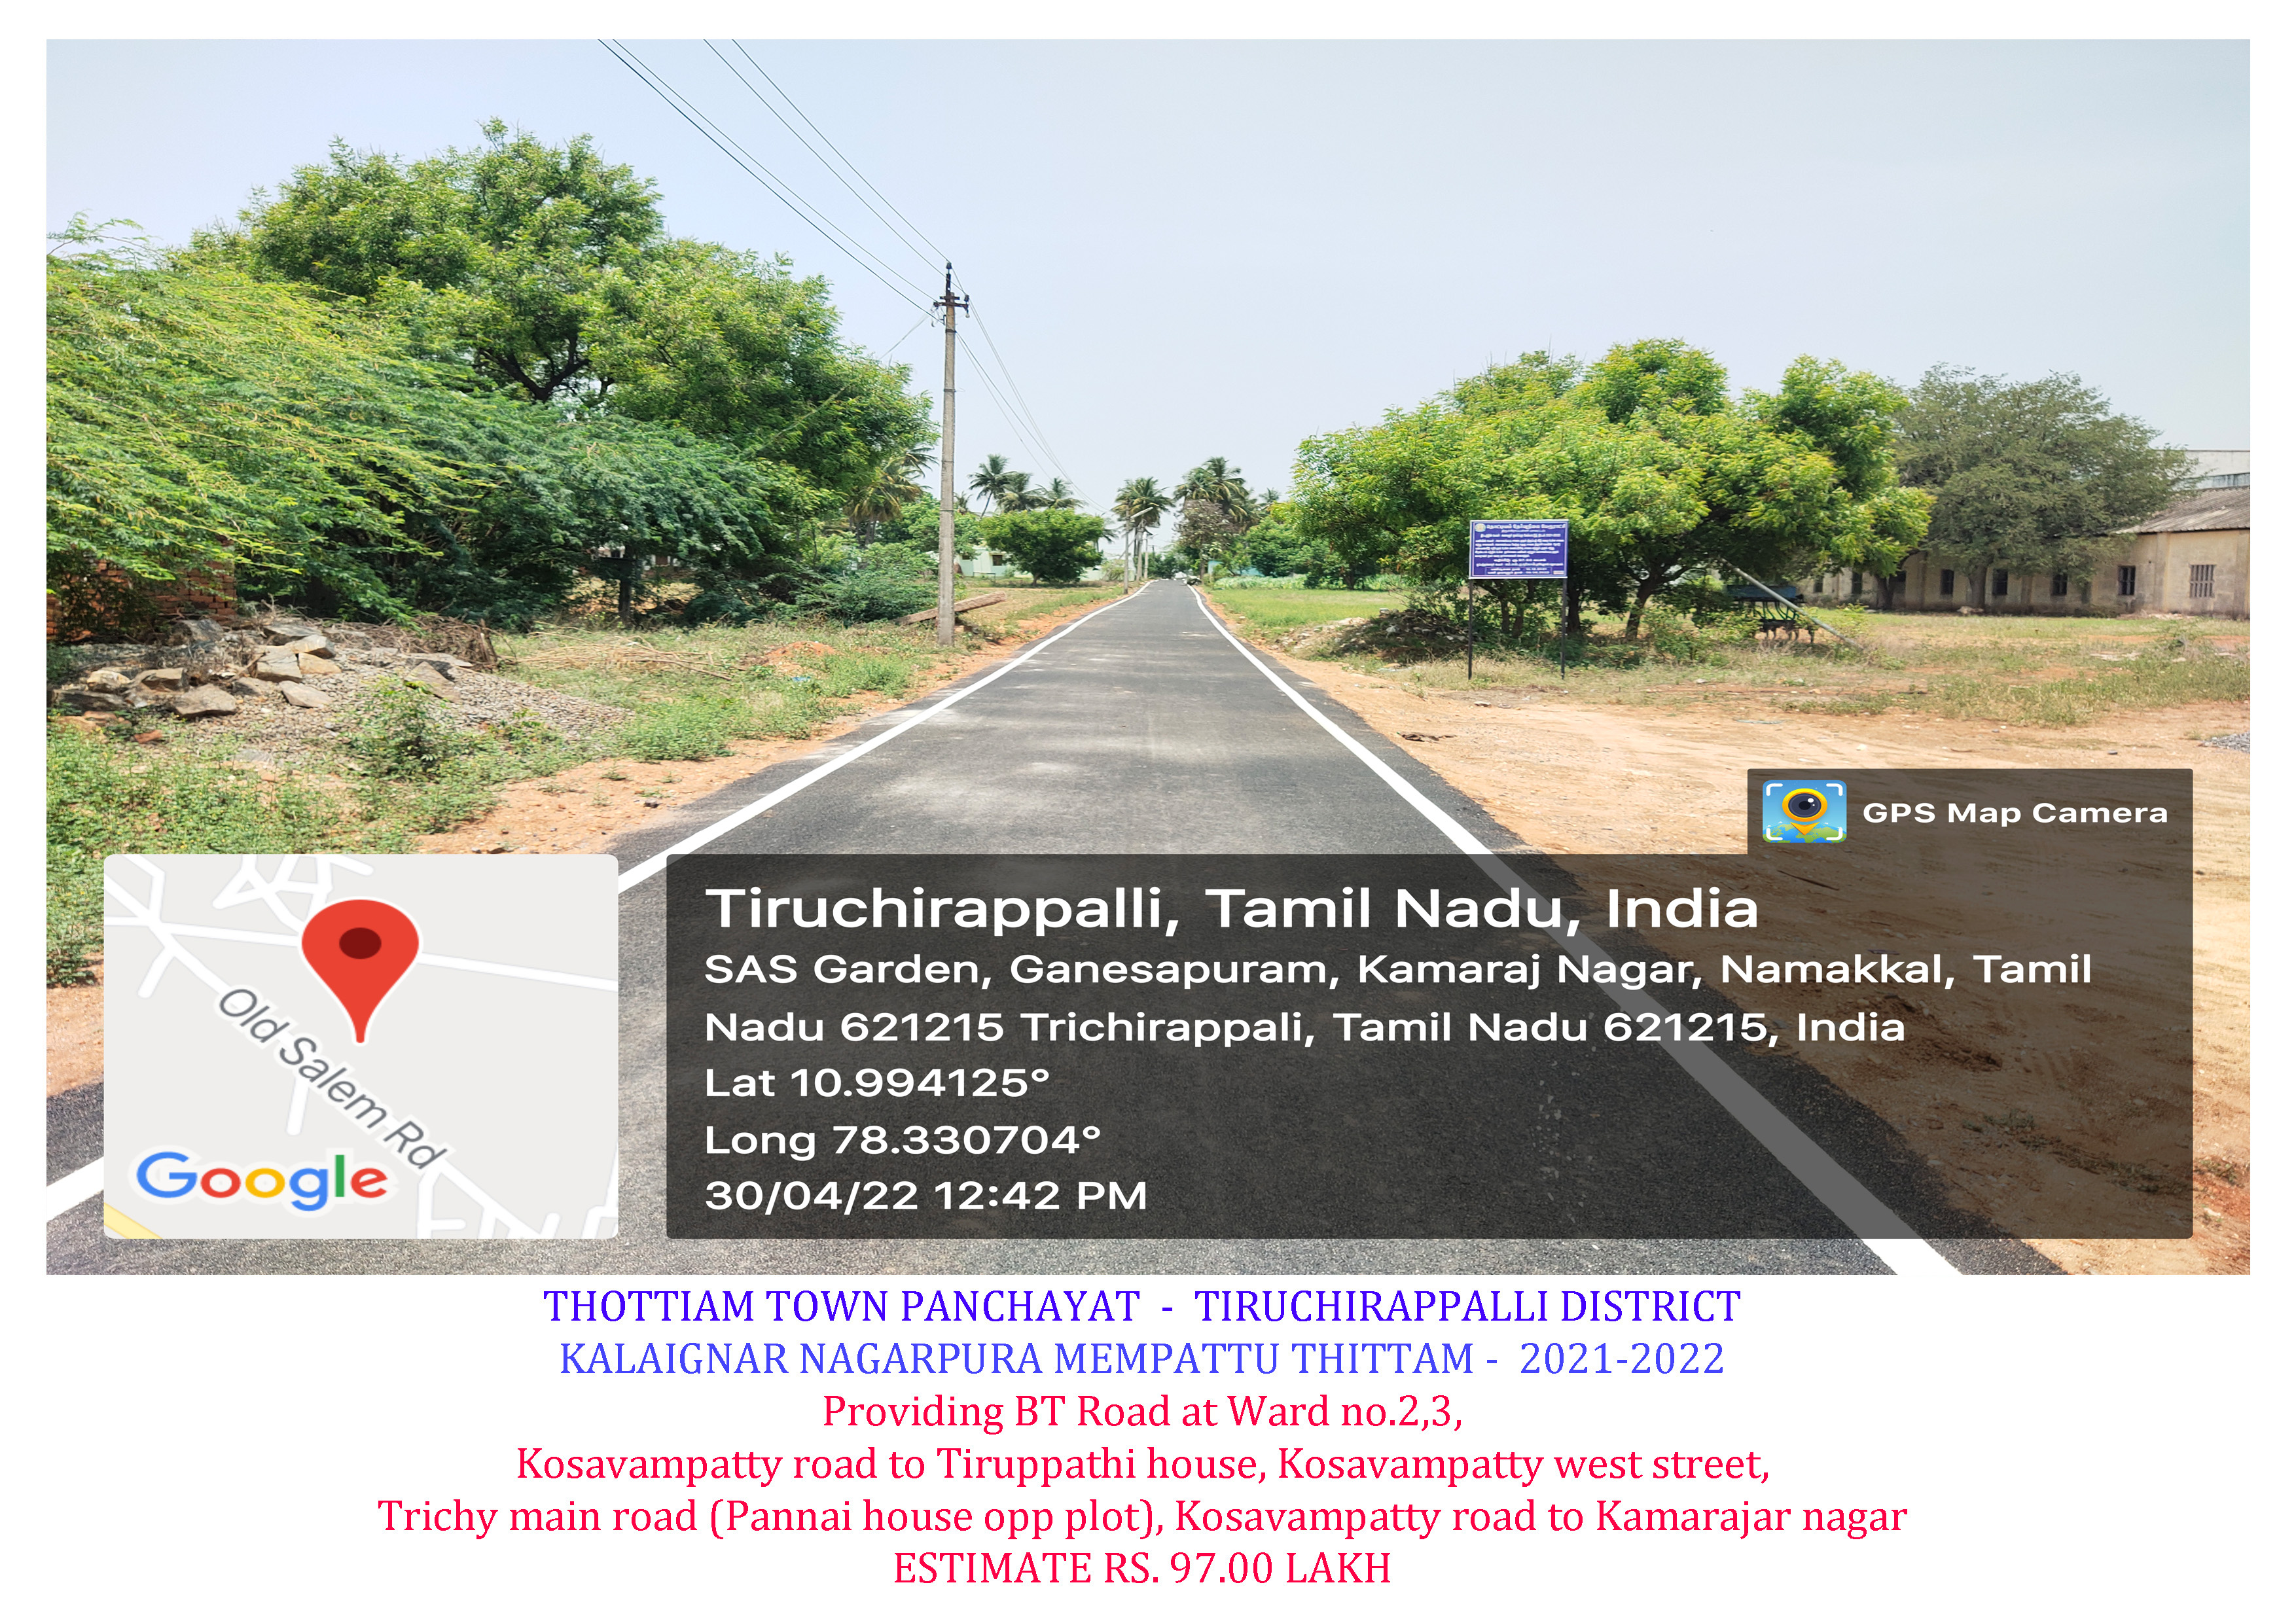 GPS Map Camera
Tiruchirappalli, Tamil Nadu, India
SAS Garden, Ganesapuram, Kamaraj Nagar, Namakkal, Tamil
Nadu 621215 Trichirappali, Tamil Nadu 621215, India
Lat 10.994125°
Long 78.330704°
30/04/22 12:42 PM
Old Salem Rd
Google
THOTTIAM TOWN PANCHAYAT - TIRUCHIRAPPALLI DISTRICT
KALAIGNAR NAGARPURA MEMPATTU THITTAM - 2021-2022
Providing BT Road at Ward no.2,3,
Kosavampatty road to Tiruppathi house, Kosavampatty west street,
Trichy main road (Pannai house opp plot), Kosavampatty road to Kamarajar nagar
ESTIMATE RS. 97.00 LAKH